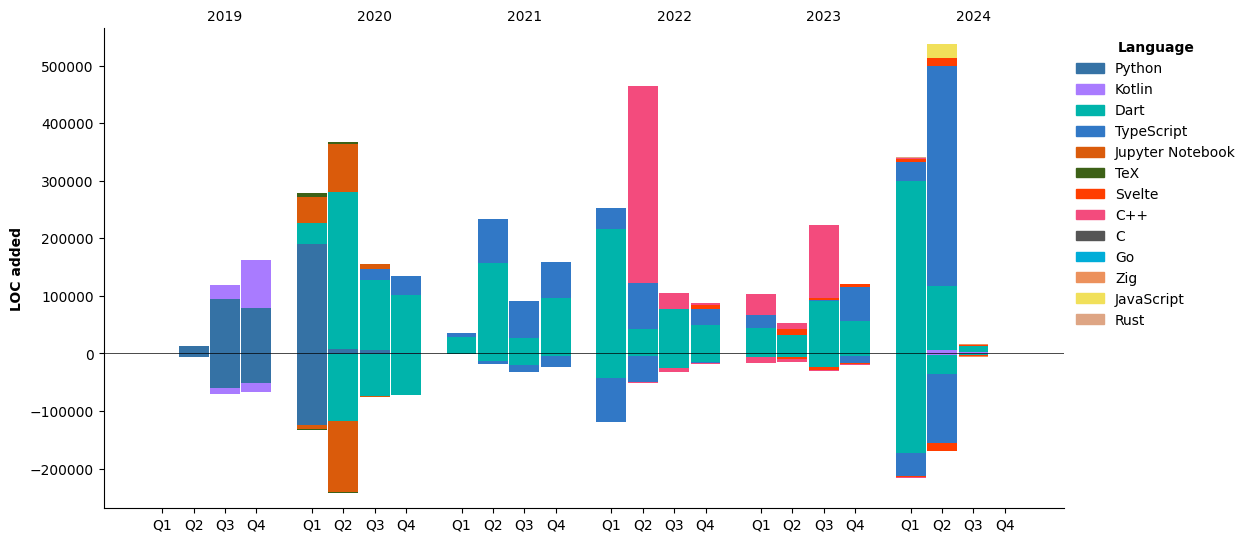 2019 2020 2021 2022 2023 2024
LOC added
500000
400000
300000
200000
100000
0
−100000
−200000
Q1 Q2 Q3 Q4 Q1 Q2 Q3 Q4 Q1 Q2 Q3 Q4 Q1 Q2 Q3 Q4 Q1 Q2 Q3 Q4 Q1 Q2 Q3 Q4
Language
Python
Kotlin
Dart
TypeScript
Jupyter Notebook
TeX
Svelte
C++
C
Go
Zig
JavaScript
Rust